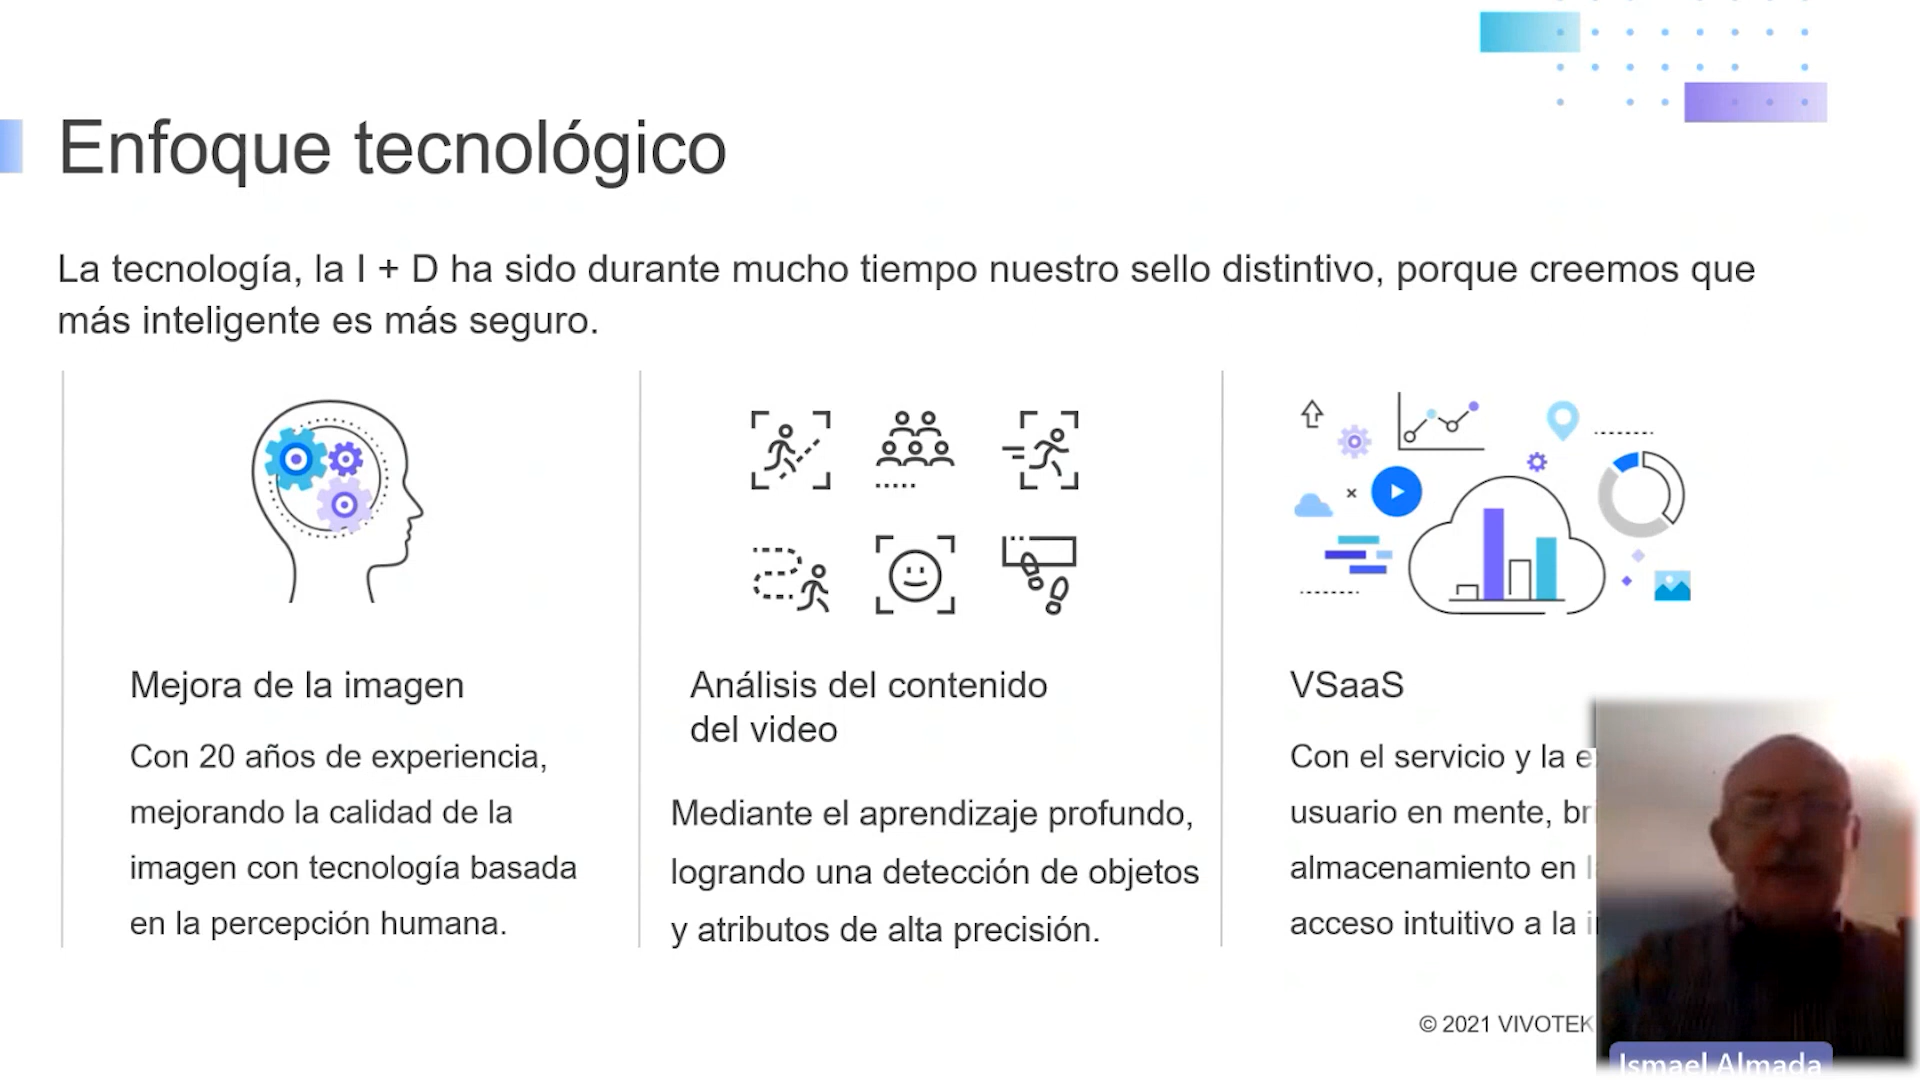 Enfoque tecnológico
La tecnología, la I + D ha sido durante mucho tiempo nuestro sello distintivo, porque creemos que
más inteligente es más seguro.
Mejora de la imagen
Con 20 años de experiencia,
mejorando la calidad de la
imagen con tecnología basada
en la percepción humana.
Análisis del contenido
del video
Mediante el aprendizaje profundo,
logrando una detección de objetos
y atributos de alta precisión.
VSaaS
Con el servicio y la
usuario en mente,
almacenamiento en
acceso intuitivo a la
© 2021 VIVOTEK
Ismael.Almada